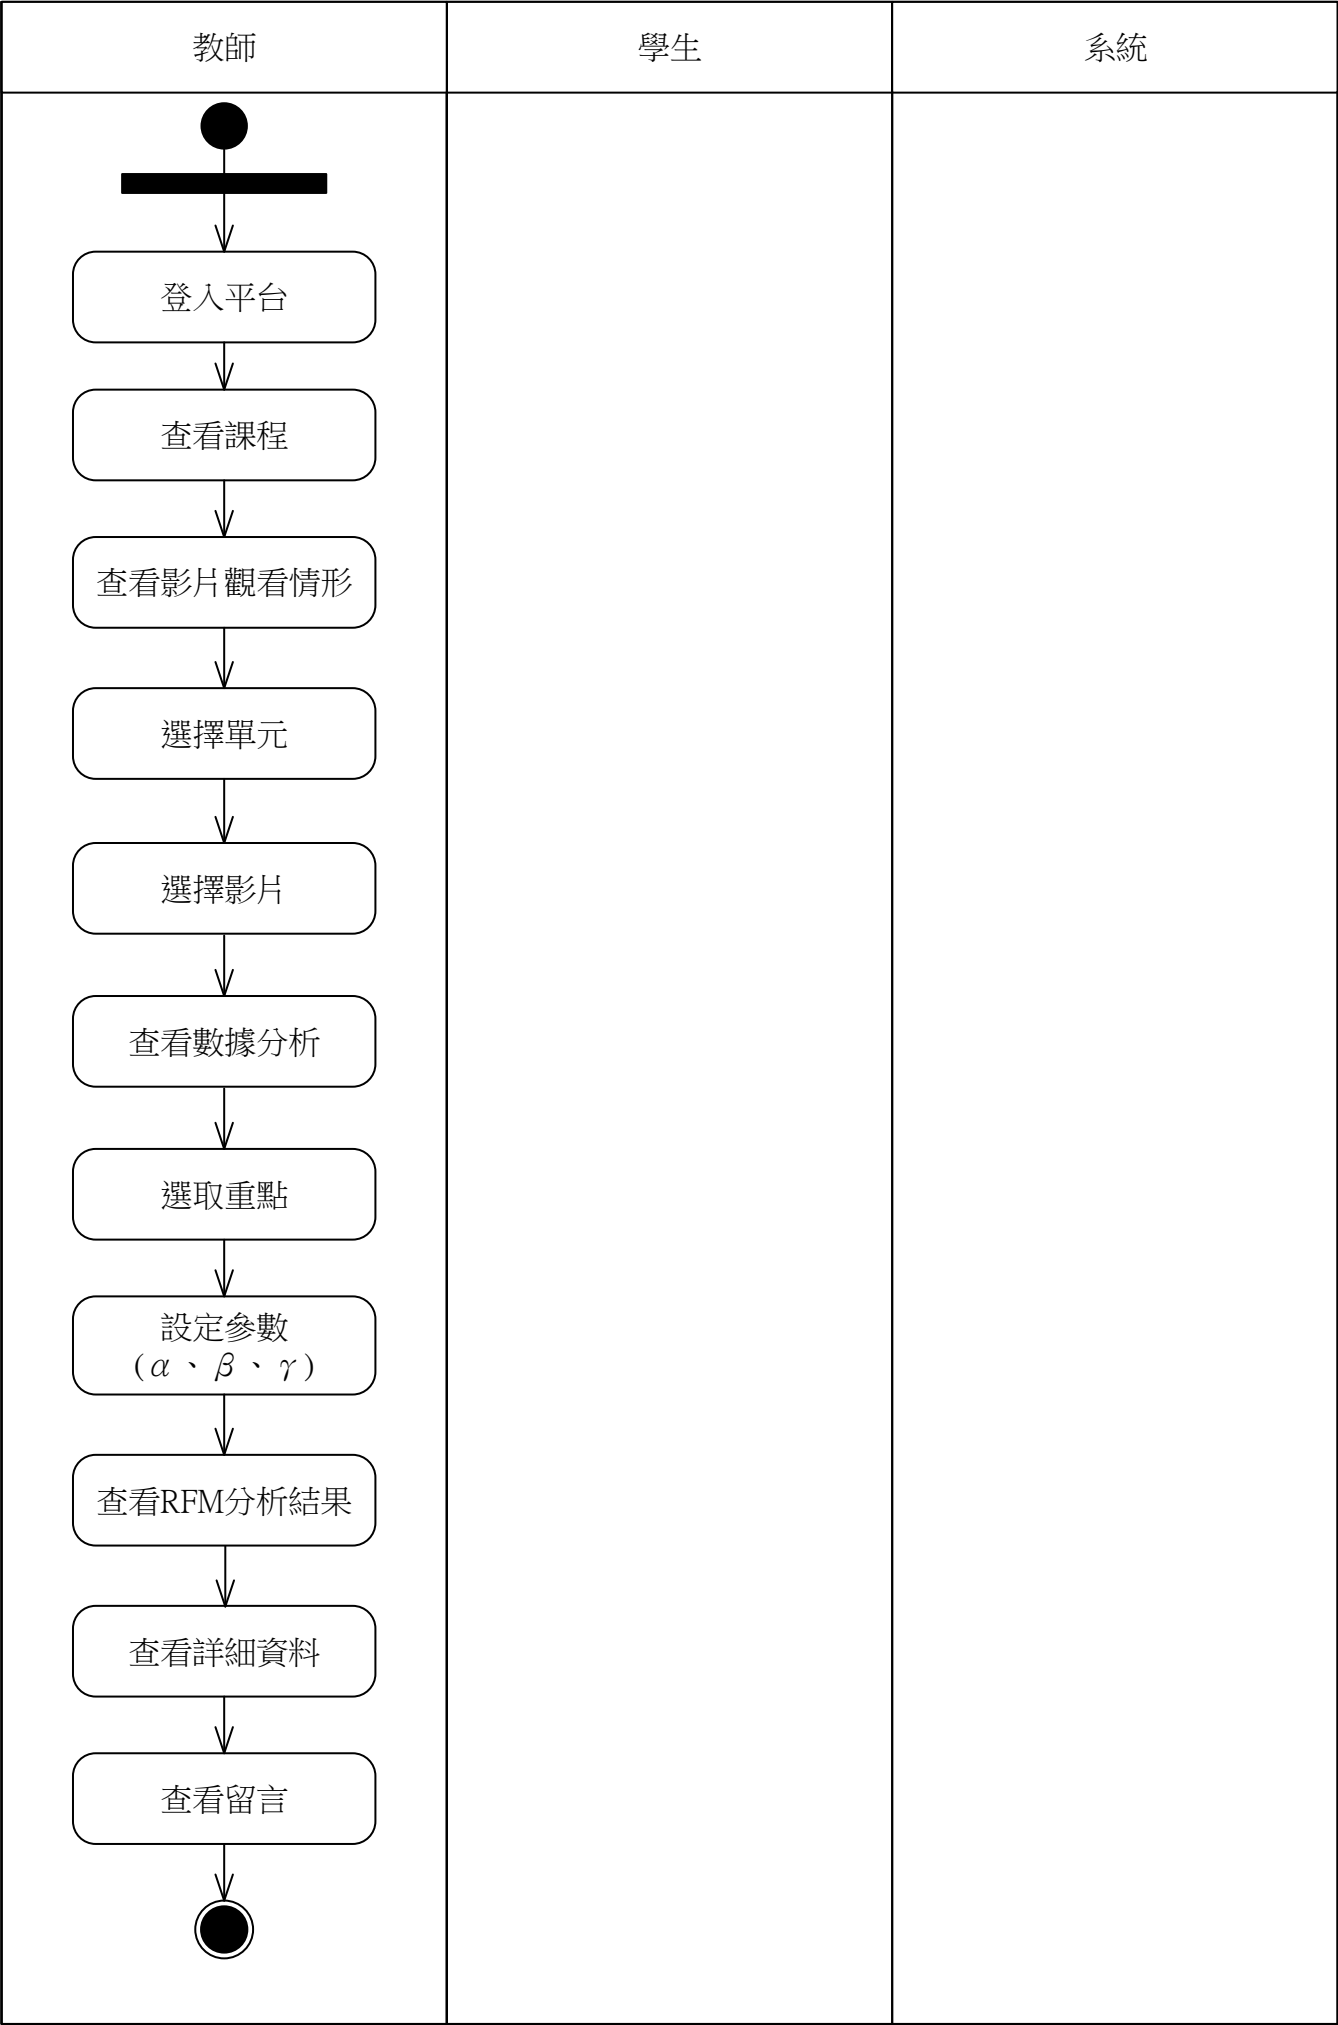 教師
學生
系統
登入平台
查看課程
查看影片觀看情形
選擇單元
選擇影片
查看數據分析
選取重點
設定參數
(α、β、γ)
查看RFM分析結果
查看詳細資料
查看留言